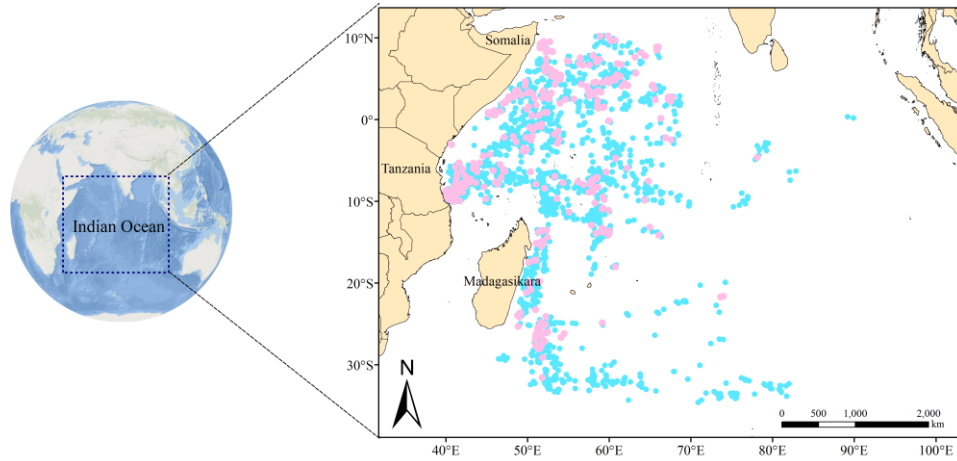 Indian Ocean
Somalia
Tanzania
Madagasikara
10°N
0°
10°S
20°S
30°S
N
0 500 1,000 2,000
km
40°E 50°E 60°E 70°E 80°E 90°E 100°E